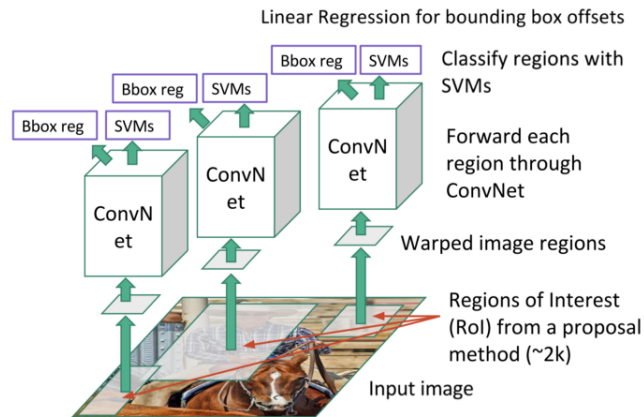 Linear Regression for bounding box offsets
Bbox reg
SVMs
Classify regions with
SVMs
Bbox reg
SVMs
Bbox reg
SVMs
Forward each
region through
ConvNet
ConvN
et
ConvN
et
ConvN
et
Warped image regions
Regions of Interest
(RoI) from a proposal
method (~2k)
Input image